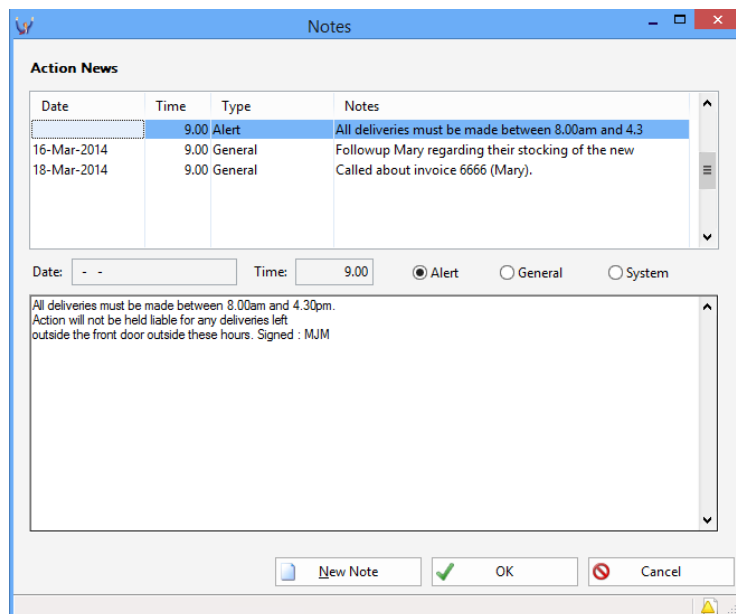 Notes
Action News
Date Time Type Notes
9.00 Alert All deliveries must be made between 8.00am and 4.3
16-Mar-2014 9.00 General Followup Mary regarding their stocking of the new
18-Mar-2014 9.00 General Called about invoice 6666 (Mary).
Date: - - Time: 9.00 Alert General System
All deliveries must be made between 8.00am and 4.30pm.
Action will not be held liable for any deliveries left
outside the front door outside these hours. Signed : MJM
New Note OK Cancel